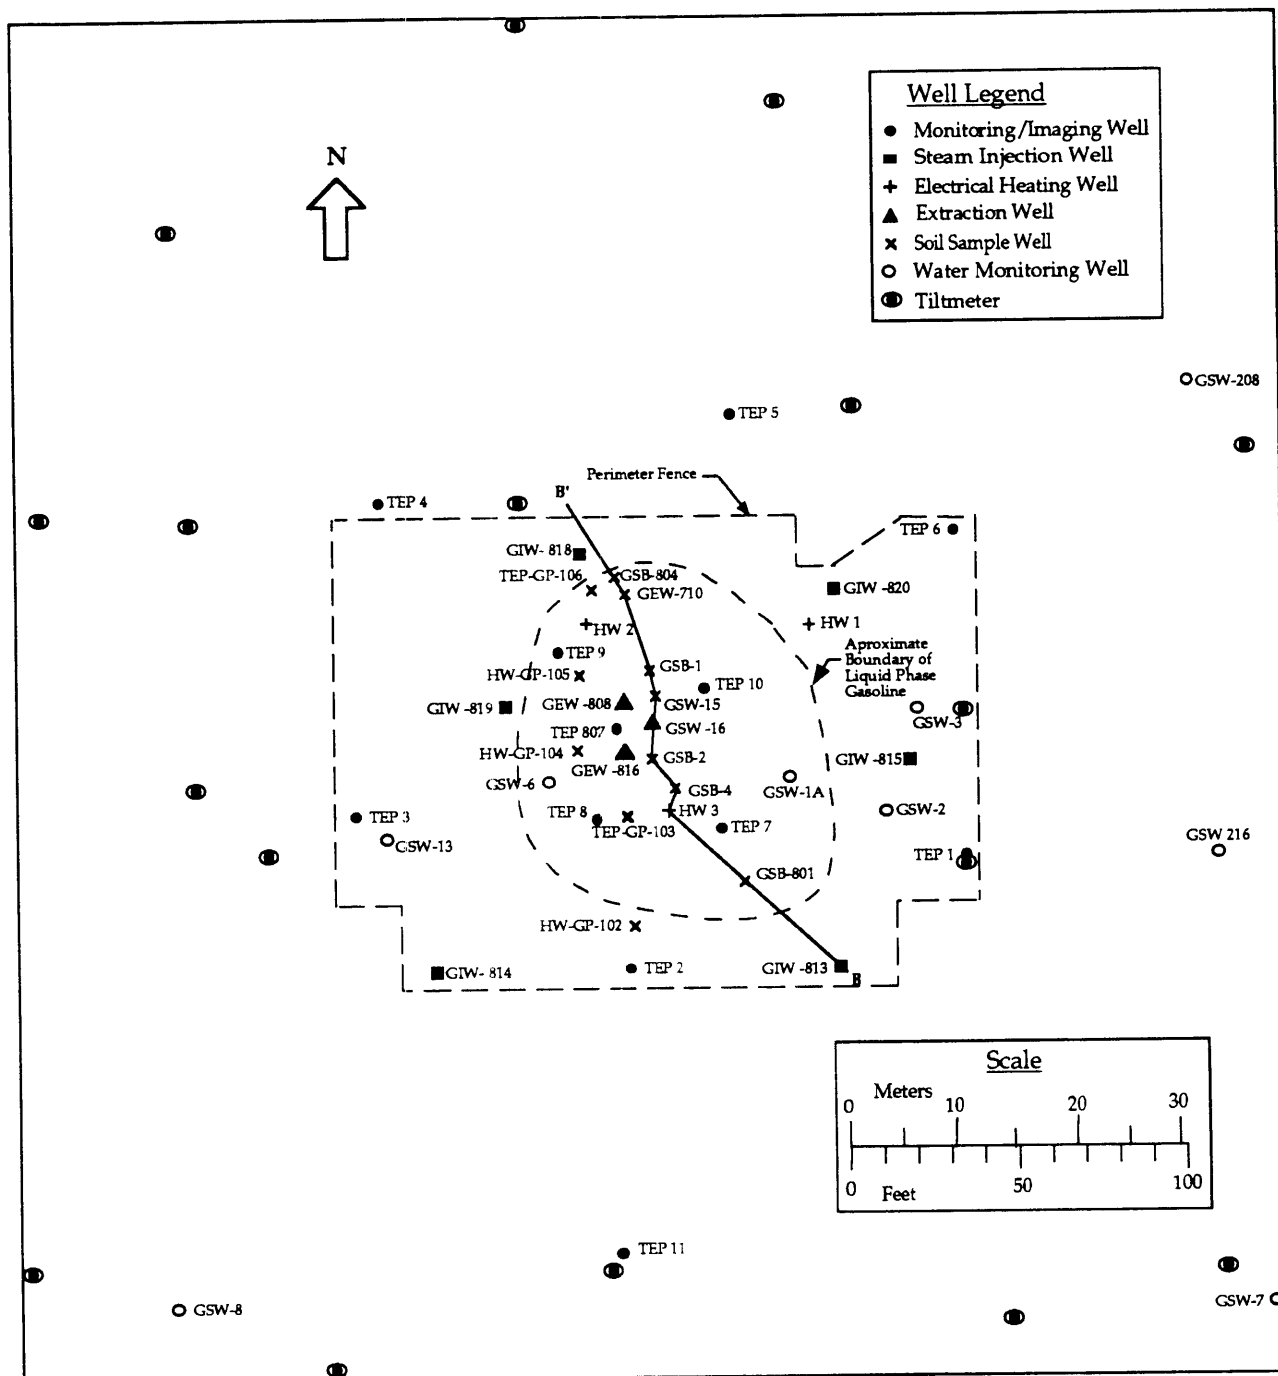 Well Legend
Monitoring/Imaging Well
Steam Injection Well
Electrical Heating Well
Extraction Well
Soil Sample Well
Water Monitoring Well
Tiltmeter
N
GSW-208
TEP 5
Perimeter Fence
B'
TEP 4
TEP 6
GIW- 818
TEP-GP-106
GSB-804
GEW-710
GIW -820
HW 2
HW 1
Aproximate
Boundary of
Liquid Phase
Gasoline
TEP 9
GSB-1
HW-GP-105
TEP 10
GEW -808
GSW-15
GIW -819
GSW-3
TEP 807
GSW -16
HW-GP-104
GSB-2
GIW -815
GEW -816
GSW-6
GSB-4
GSW-1A
HW 3
GSW-2
TEP 3
TEP 8
TEP-GP-103
TEP 7
GSW-13
GSW 216
TEP 1
GSB-801
HW-GP-102
GIW- 814
TEP 2
GIW -813
B
Scale
Meters
0 10 20 30
0 50 100
Feet
TEP 11
GSW-8
GSW-7